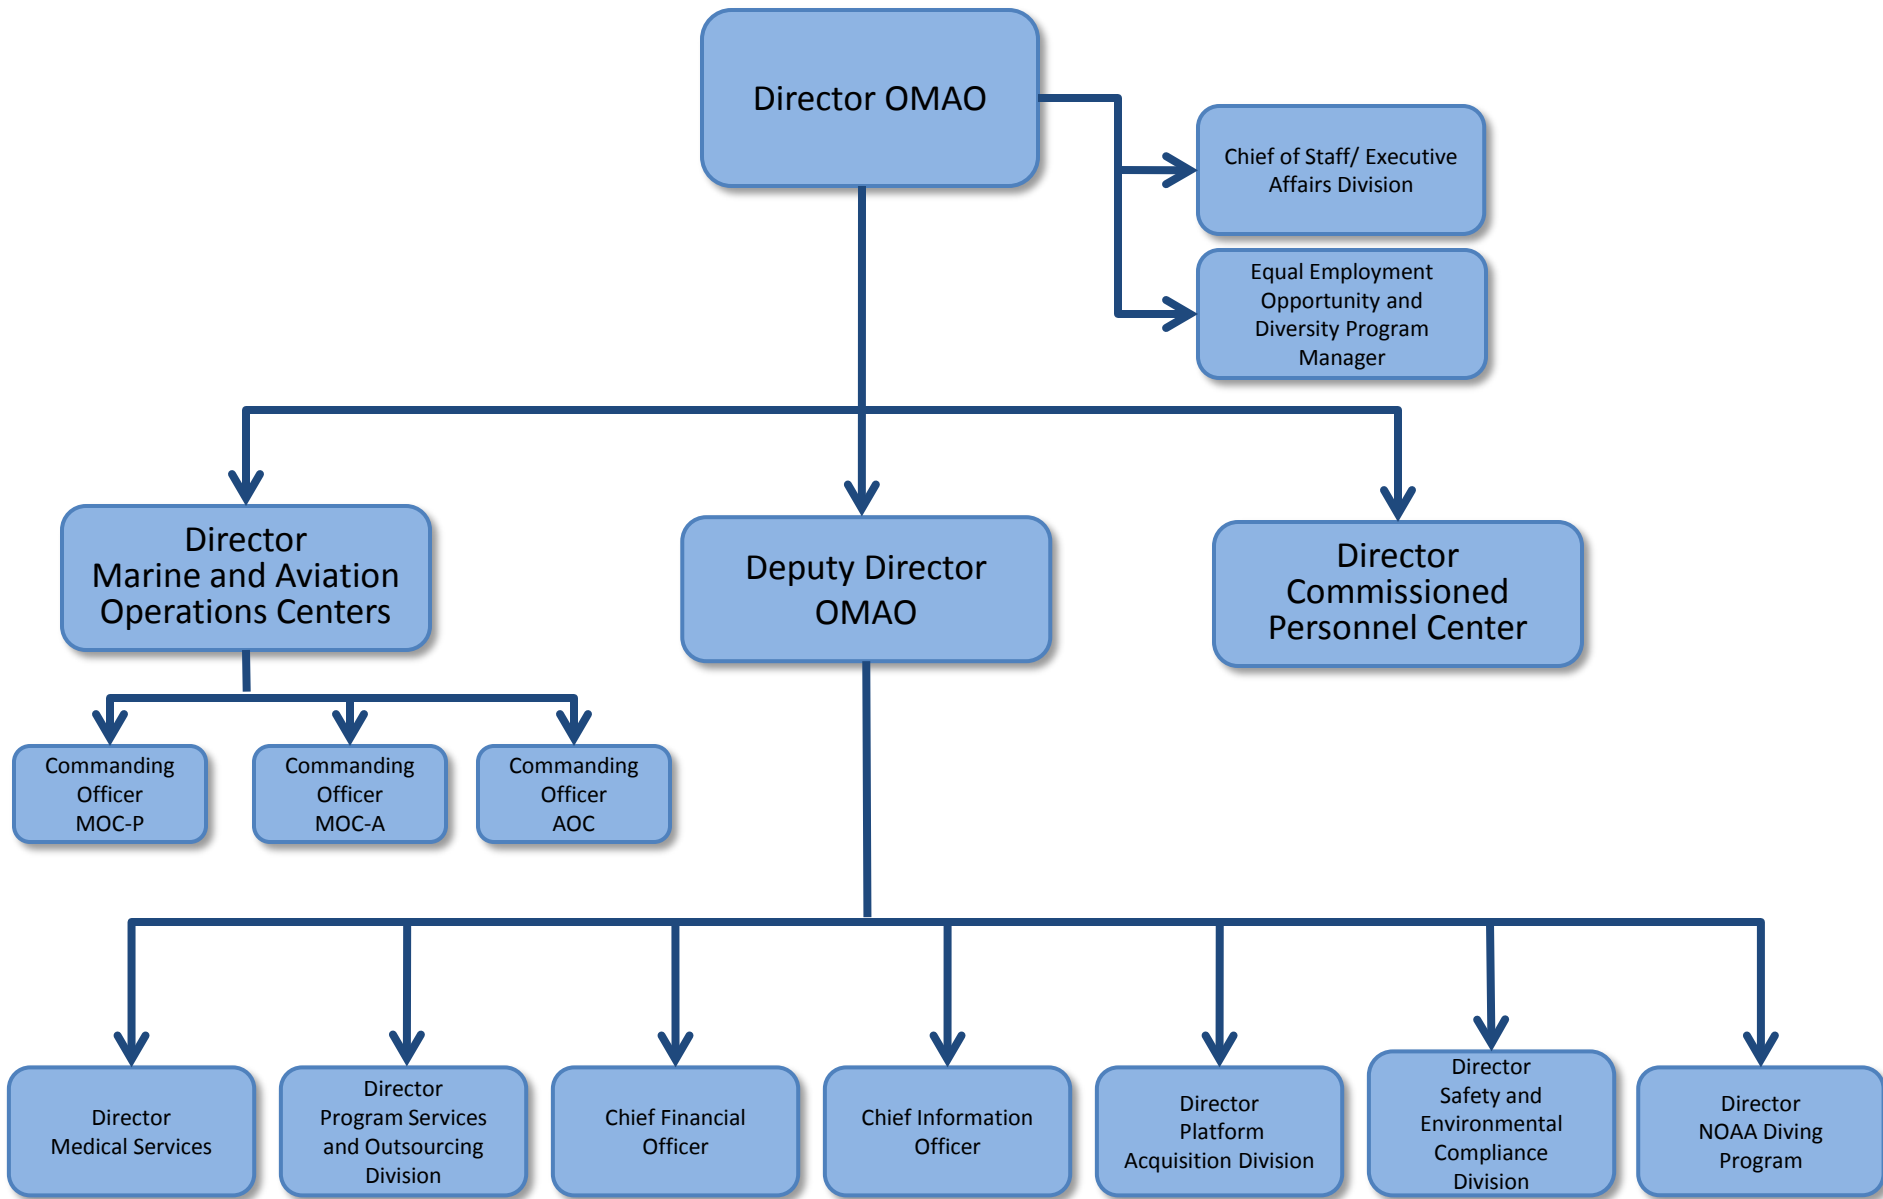 Director OMAO
Chief of Staff/ Executive
Affairs Division
Equal Employment
Opportunity and
Diversity Program
Manager
Director
Marine and Aviation
Operations Centers
Deputy Director
OMAO
Director
Commissioned
Personnel Center
Commanding
Officer
MOC-P
Commanding
Officer
MOC-A
Commanding
Officer
AOC
Director
Medical Services
Director
Program Services
and Outsourcing
Division
Chief Financial
Officer
Chief Information
Officer
Director
Platform
Acquisition Division
Director
Safety and
Environmental
Compliance
Division
Director
NOAA Diving
Program